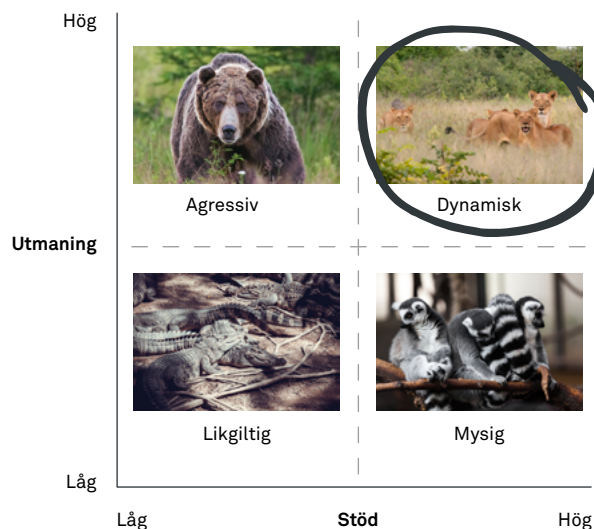 Hög
Agressiv
Dynamisk
Utmaning
Likgiltig
Mysig
Låg
Låg
Stöd
Hög